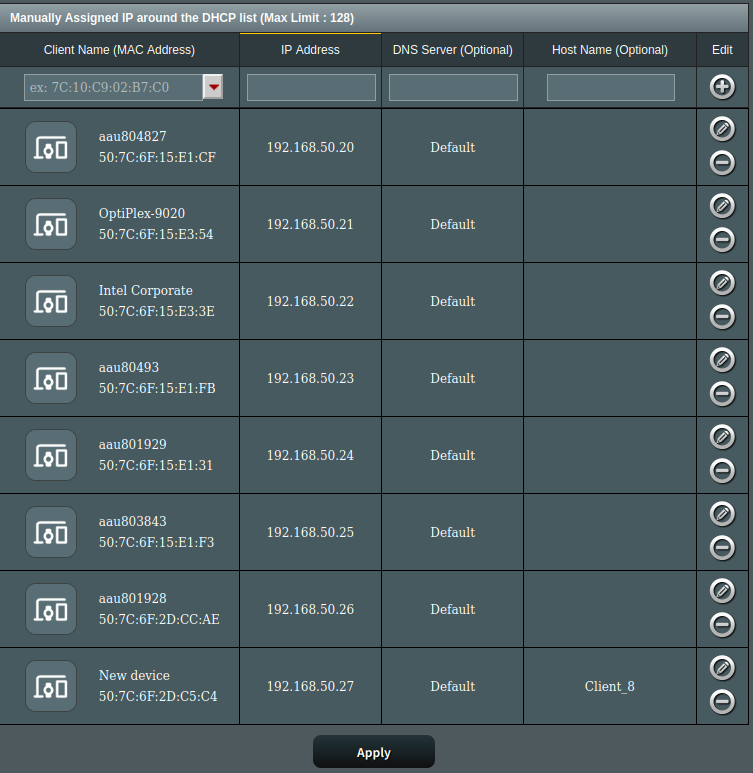 Manually Assigned IP around the DHCP list (Max Limit : 128)
Client Name (MAC Address) IP Address DNS Server (Optional) Host Name (Optional) Edit
ex: 7C:10:C9:02:B7:C0
aau804827
50:7C:6F:15:E1:CF 192.168.50.20 Default
OptiPlex-9020
50:7C:6F:15:E3:54 192.168.50.21 Default
Intel Corporate
50:7C:6F:15:E3:3E 192.168.50.22 Default
aau80493
50:7C:6F:15:E1:FB 192.168.50.23 Default
aau801929
50:7C:6F:15:E1:31 192.168.50.24 Default
aau803843
50:7C:6F:15:E1:F3 192.168.50.25 Default
aau801928
50:7C:6F:2D:CC:AE 192.168.50.26 Default
New device
50:7C:6F:2D:C5:C4 192.168.50.27 Default Client_8
Apply